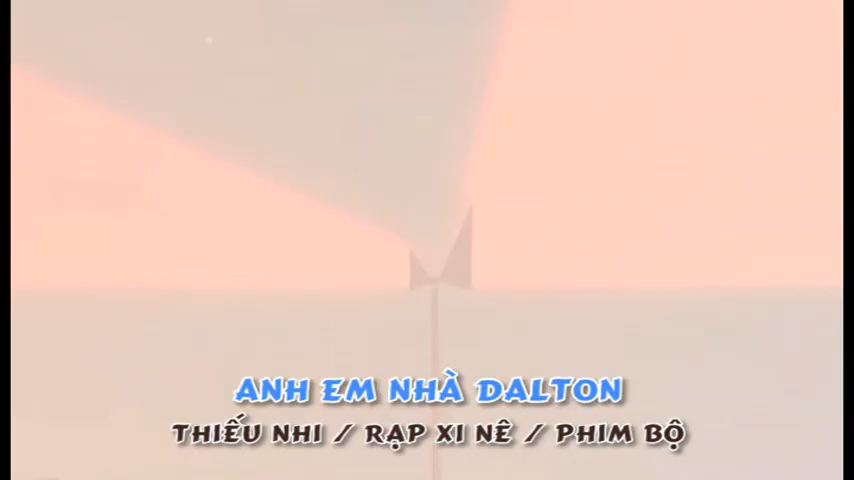 ANH EM NHÀ DALTON
THIẾU NHI / RẠP XI NÊ / PHIM BỘ